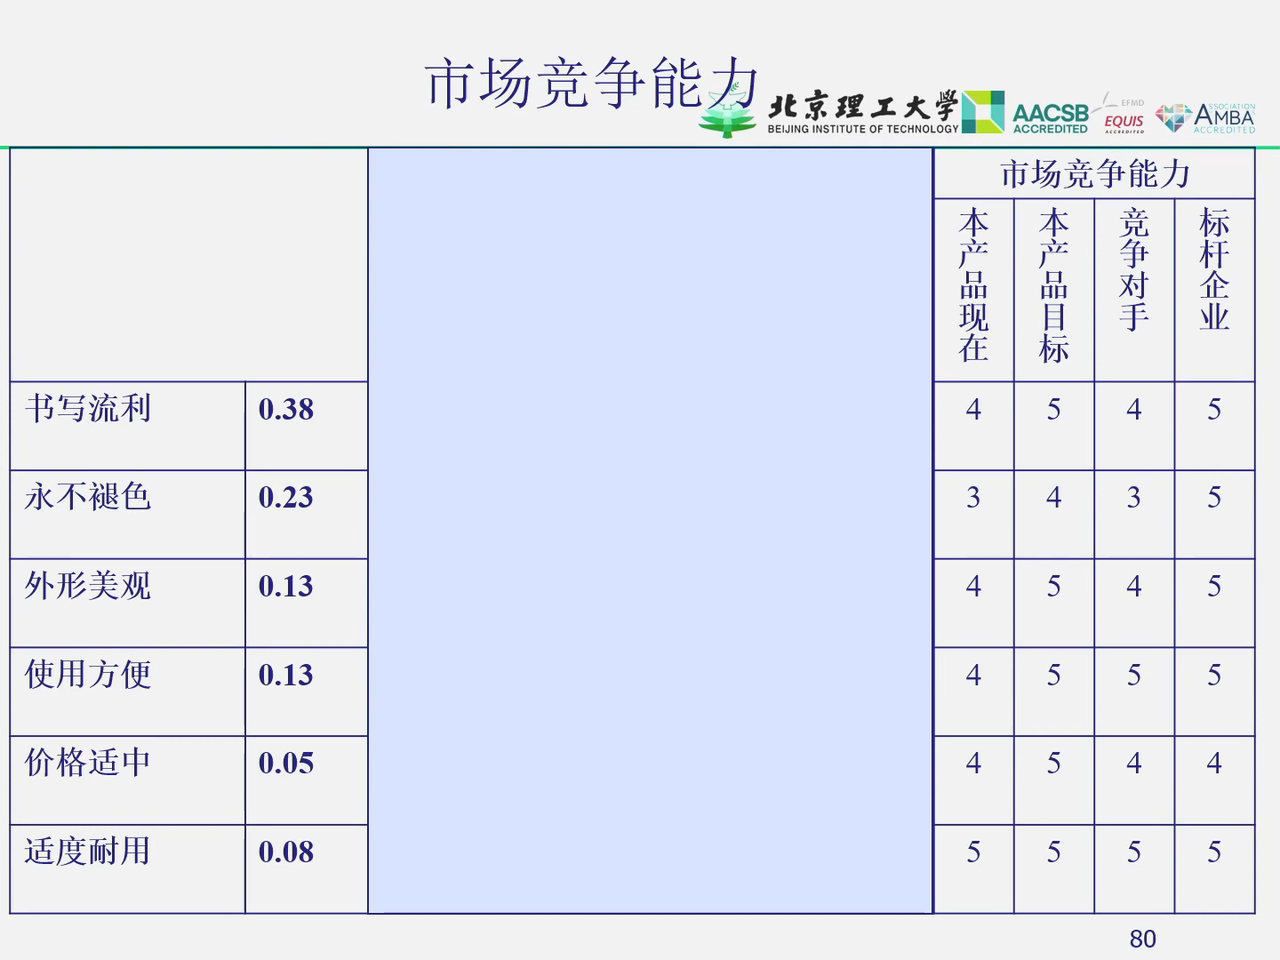 市场竞争能力
北京理工大学
BEIJING INSTITUTE OF TECHNOLOGY
AACSB
ACCREDITED
EFMD
EQUIS
ACCREDITED
ASSOCIATION
AMBA
ACCREDITED
市场竞争能力
本产品现在 本产品目标 竞争对手 标杆企业
书写流利 0.38 4 5 4 5
永不褪色 0.23 3 4 3 5
外形美观 0.13 4 5 4 5
使用方便 0.13 4 5 5 5
价格适中 0.05 4 5 4 4
适度耐用 0.08 5 5 5 5
80